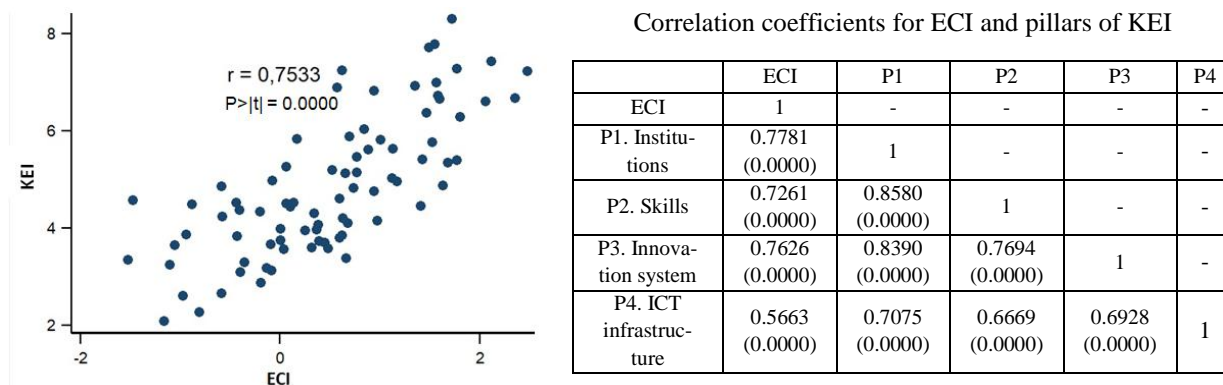 8
6
4
2
KEI
r = 0,7533
P>|t| = 0.0000
-2
0
2
ECI
Correlation coefficients for ECI and pillars of KEI
ECI P1 P2 P3 P4
ECI 1 - - - -
P1. Institu-
tions
0.7781
(0.0000)
1 - - -
P2. Skills
0.7261
(0.0000)
0.8580
(0.0000)
1 - -
P3. Innova-
tion system
0.7626
(0.0000)
0.8390
(0.0000)
0.7694
(0.0000)
1 -
P4. ICT
infrastruc-
ture
0.5663
(0.0000)
0.7075
(0.0000)
0.6669
(0.0000)
0.6928
(0.0000)
1